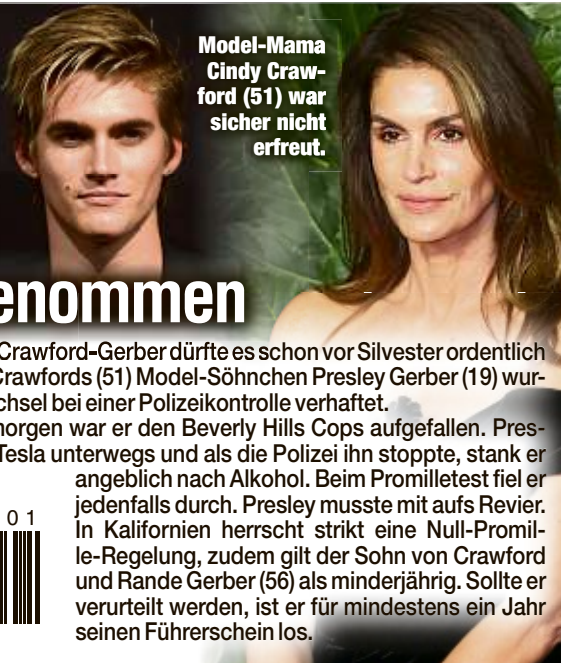 Model-Mama
Cindy Craw-
ford (51) war
sicher nicht
erfreut.
enommen
Crawford-Gerber dürfte es schon vor Silvester ordentlich
Crawfords (51) Model-Söhnchen Presley Gerber (19) wur-
chsel bei einer Polizeikontrolle verhaftet.
morgen war er den Beverly Hills Cops aufgefallen. Pres-
Tesla unterwegs und als die Polizei ihn stoppte, stank er
angeblich nach Alkohol. Beim Promilletest fiel er
jedenfalls durch. Presley musste mit aufs Revier.
In Kalifornien herrscht strikt eine Null-Promil-
le-Regelung, zudem gilt der Sohn von Crawford
und Rande Gerber (56) als minderjährig. Sollte er
verurteilt werden, ist er für mindestens ein Jahr
seinen Führerschein los.
0 1